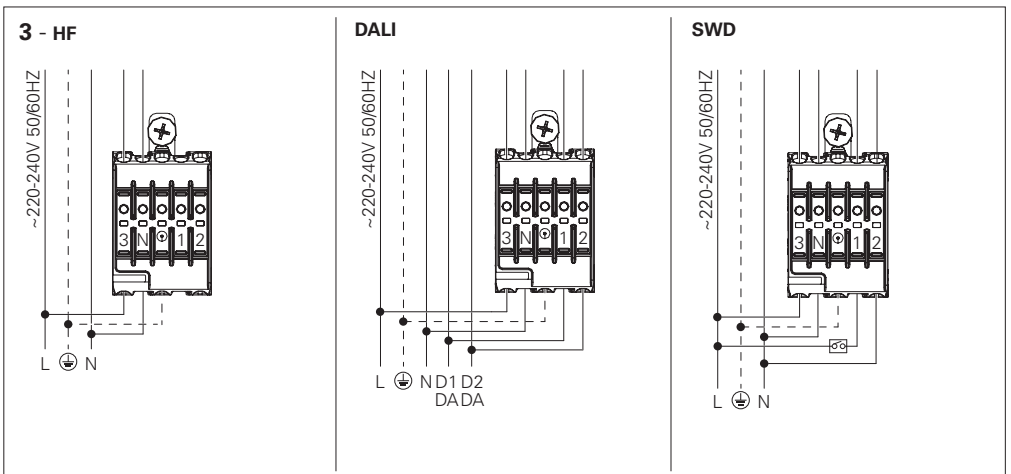 3 - HF
~220-240V 50/60HZ
3 N 1 2
L N
DALI
~220-240V 50/60HZ
3 N 1 2
L N D1 D2
DA DA
SWD
~220-240V 50/60HZ
3 N 1 2
L N